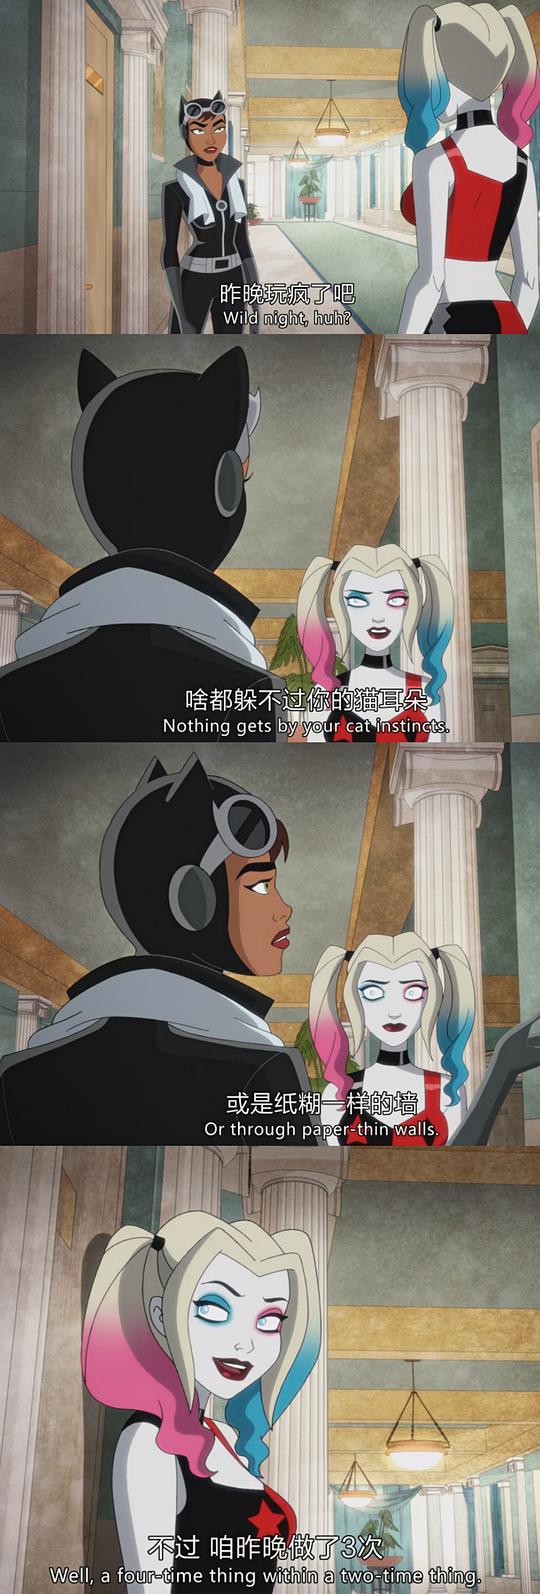 昨晚玩疯了吧
Wild night, huh?
啥都躲不过你的猫耳朵
Nothing gets by your cat instincts.
或是纸糊一样的墙
Or through paper-thin walls.
不过 咱昨晚做了3次
Well, a four-time thing within a two-time thing.